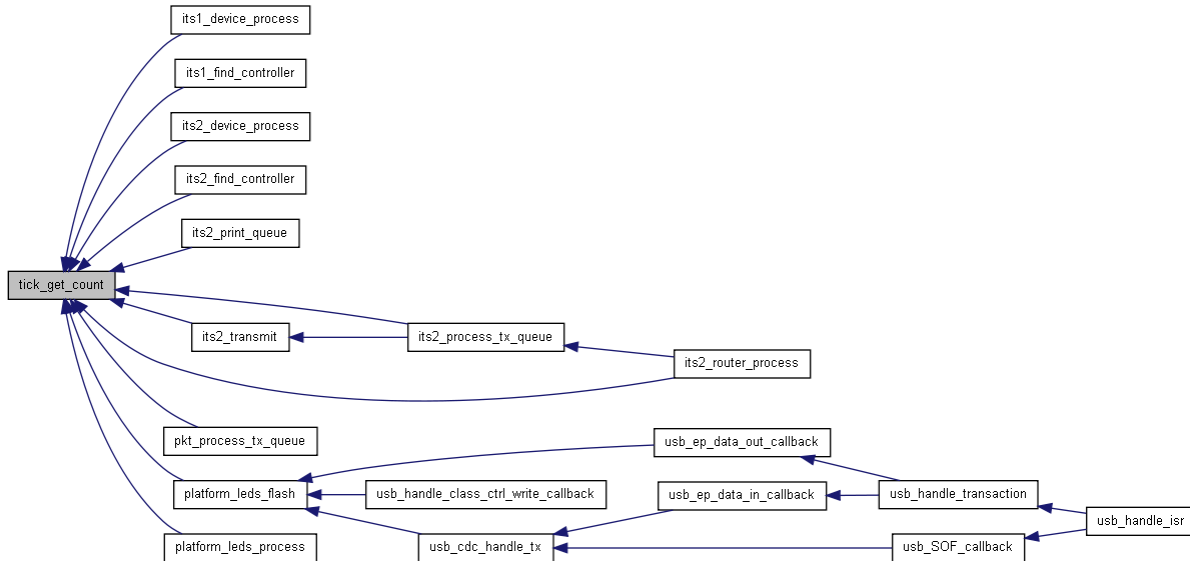 its1_device_process
its1_find_controller
its2_device_process
its2_find_controller
its2_print_queue
tick_get_count
its2_transmit
its2_process_tx_queue
its2_router_process
pkt_process_tx_queue
usb_ep_data_out_callback
platform_leds_flash
usb_handle_class_ctrl_write_callback
usb_ep_data_in_callback
usb_handle_transaction
usb_handle_isr
platform_leds_process
usb_cdc_handle_tx
usb_SOF_callback